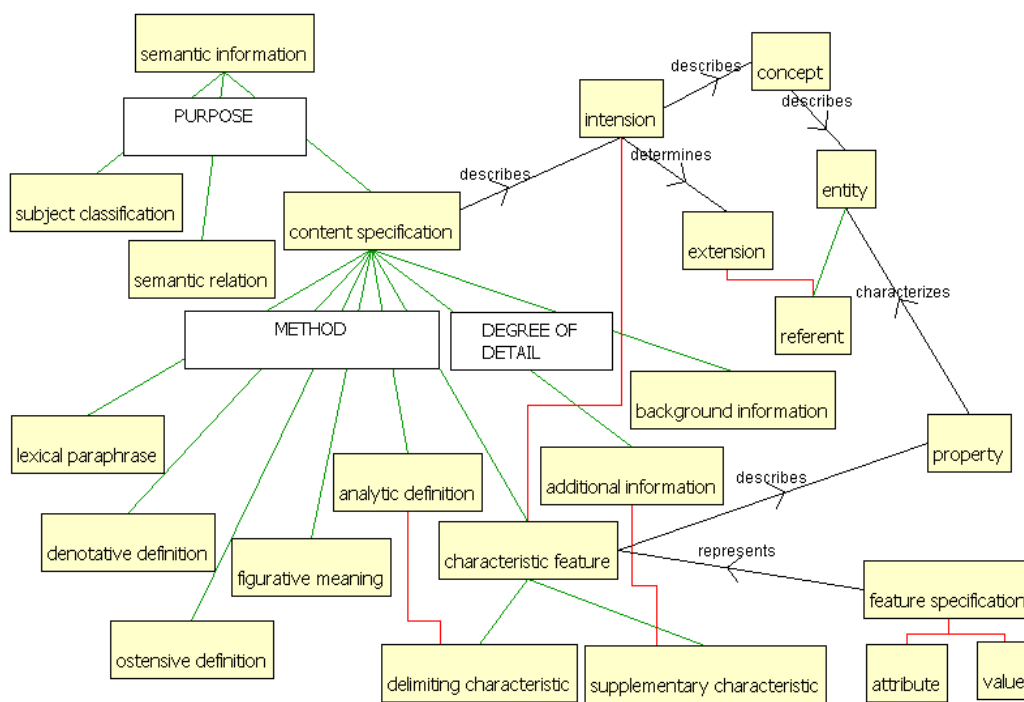 semantic information
concept
describes
PURPOSE
intension
describes
determines
describes
subject classification
content specification
entity
semantic relation
extension
characterizes
METHOD
DEGREE OF
DETAIL
referent
background information
lexical paraphrase
property
analytic definition
additional information
describes
denotative definition
figurative meaning
characteristic feature
represents
feature specification
ostensive definition
delimiting characteristic
supplementary characteristic
attribute
value